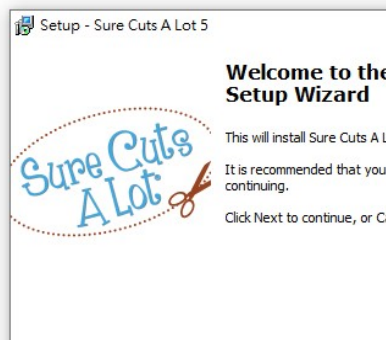 Setup - Sure Cuts A Lot 5
Welcome to the
Setup Wizard
This will install Sure Cuts A L
It is recommended that you
continuing.
Click Next to continue, or Ca
Sure Cuts
A Lot